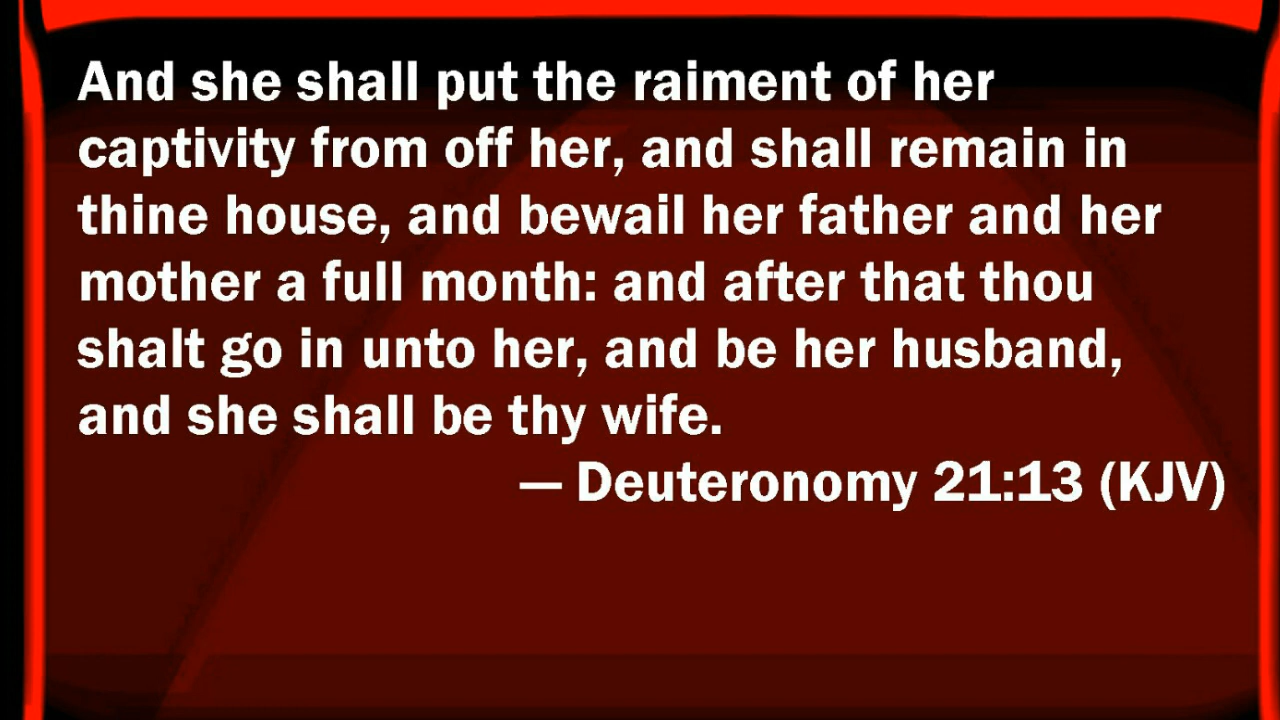 And she shall put the raiment of her
captivity from off her, and shall remain in
thine house, and bewail her father and her
mother a full month: and after that thou
shalt go in unto her, and be her husband,
and she shall be thy wife.
— Deuteronomy 21:13 (KJV)